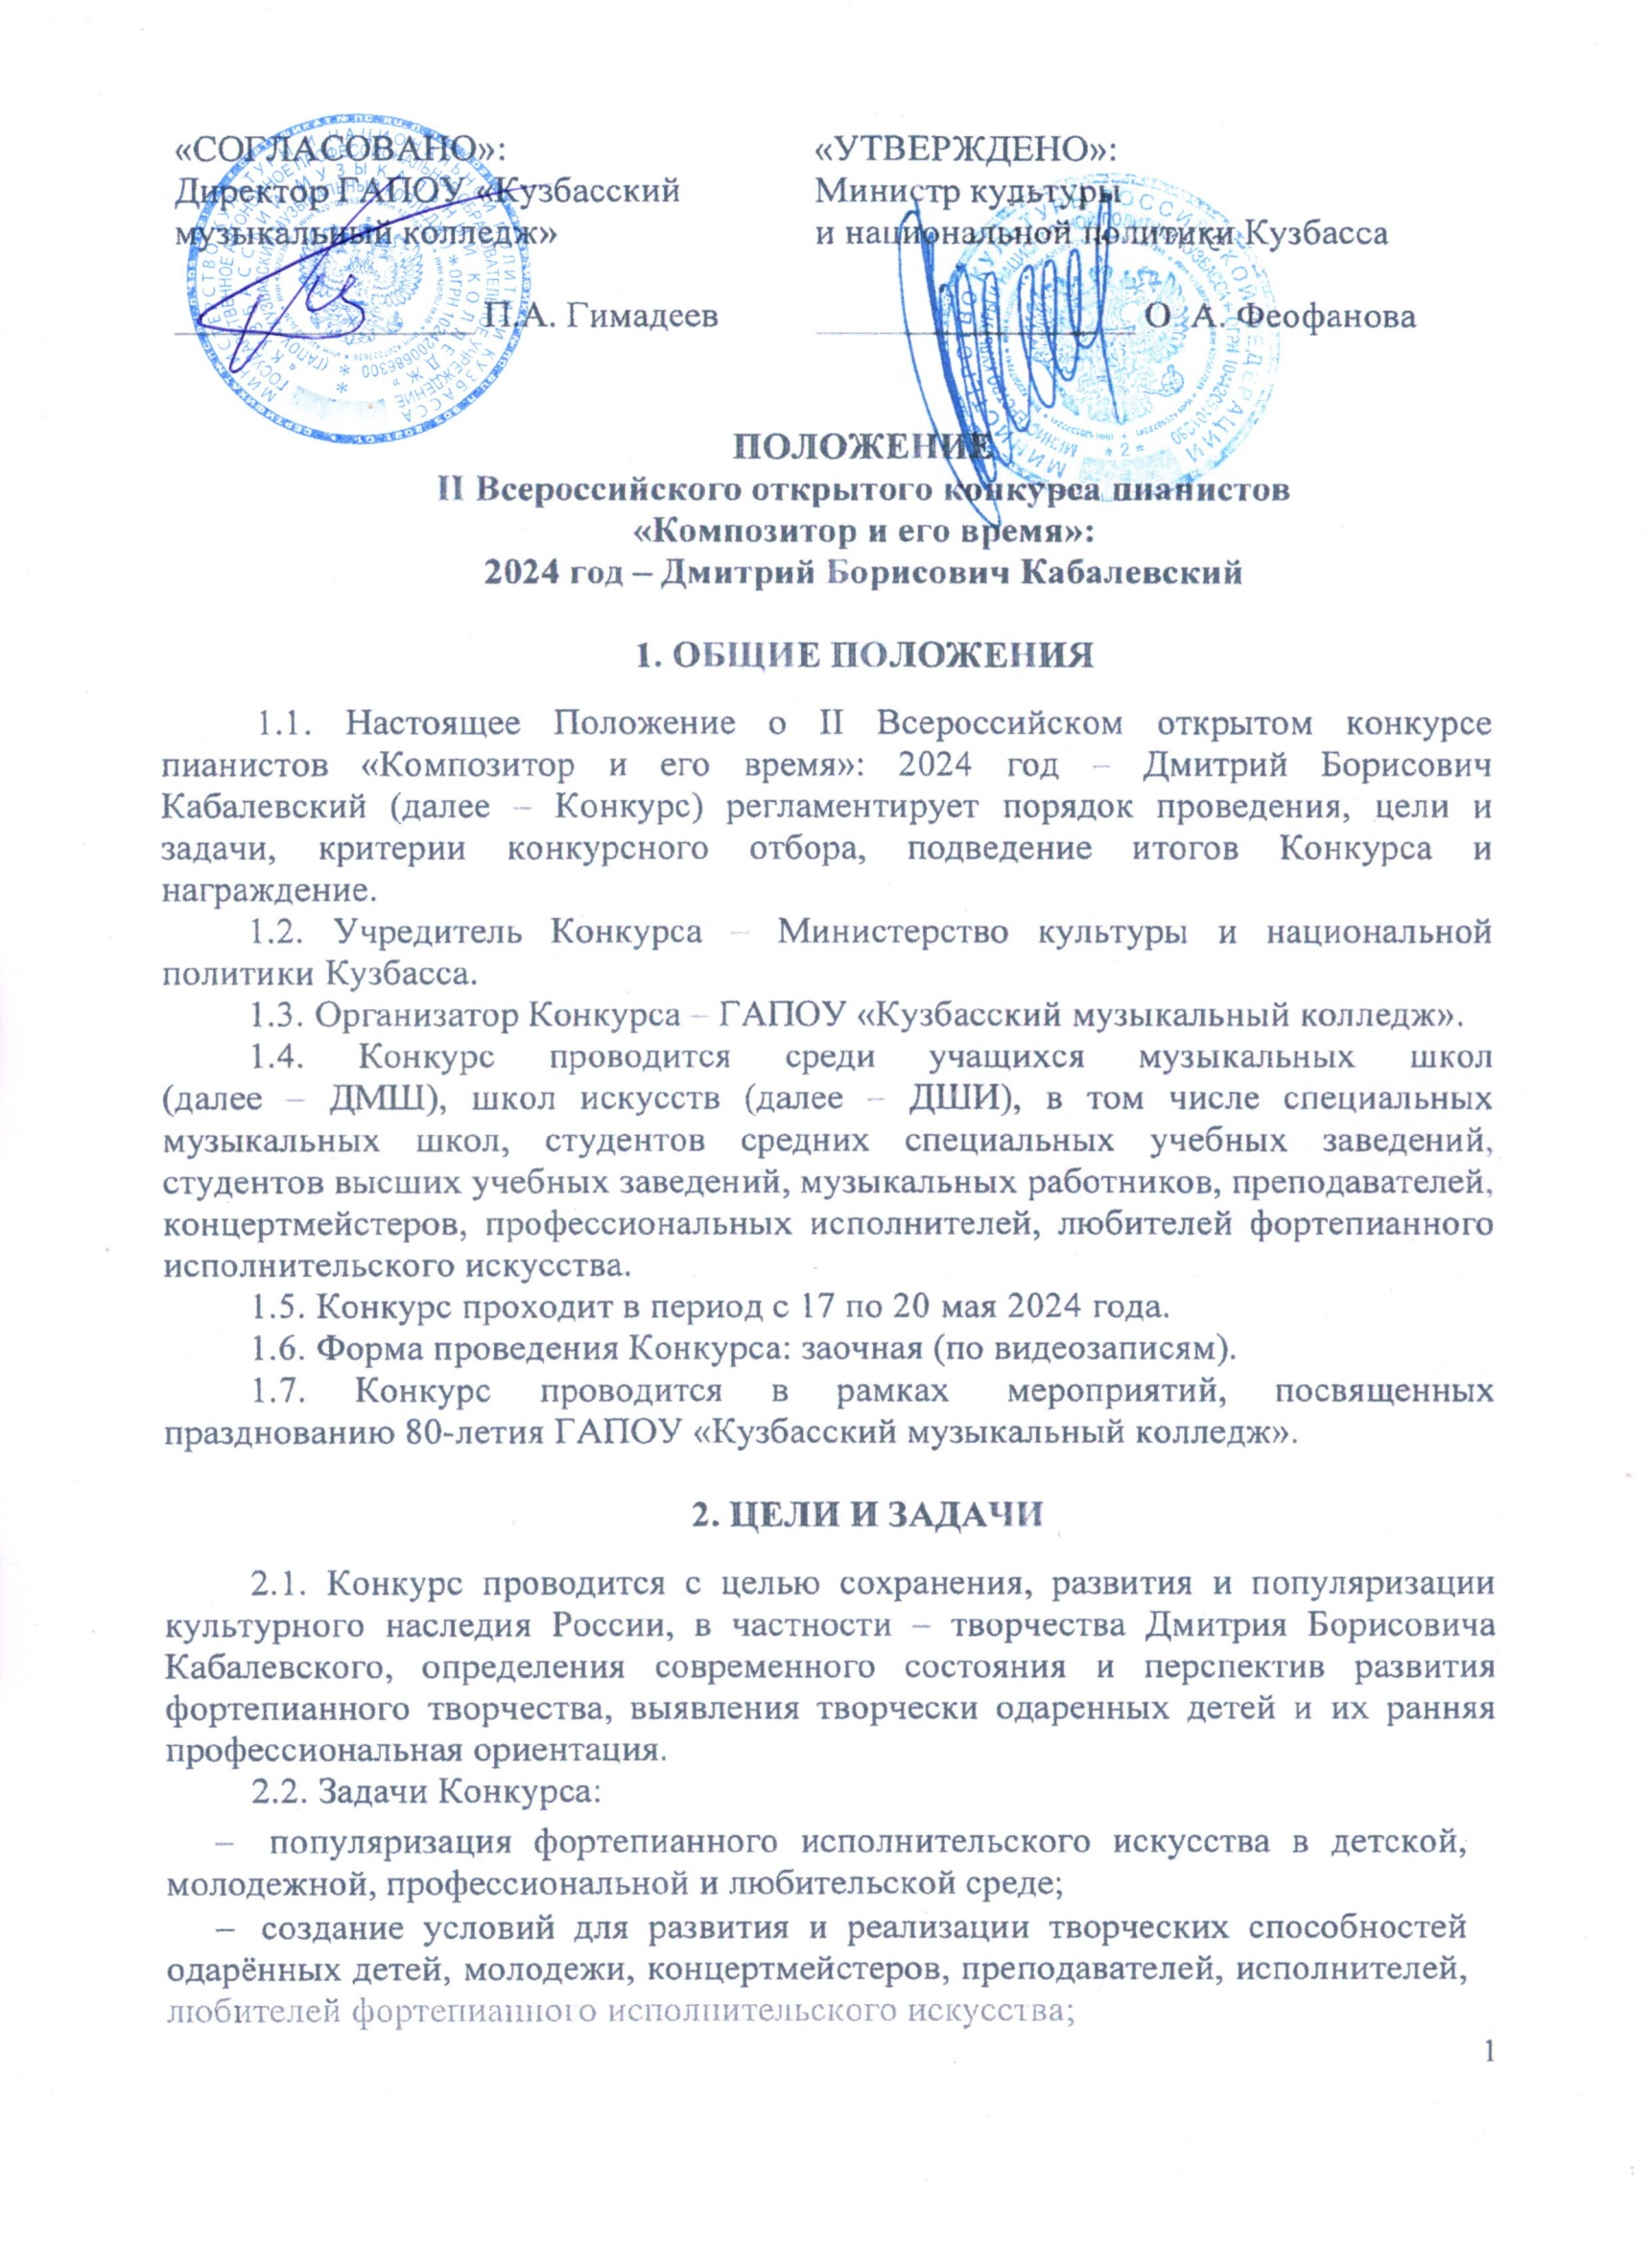 «СОГЛАСОВАНО»:
Директор ГАПОУ «Кузбасский
музыкальный колледж»
П.А. Гимадеев
«УТВЕРЖДЕНО»:
Министр культуры
и национальной политики Кузбасса
О. А. Феофанова
ПОЛОЖЕНИЕ
II Всероссийского открытого конкурса пианистов
«Композитор и его время»:
2024 год – Дмитрий Борисович Кабалевский
1. ОБЩИЕ ПОЛОЖЕНИЯ
1.1. Настоящее Положение о II Всероссийском открытом конкурсе
пианистов «Композитор и его время»: 2024 год – Дмитрий Борисович
Кабалевский (далее – Конкурс) регламентирует порядок проведения, цели и
задачи, критерии конкурсного отбора, подведение итогов Конкурса и
награждение.
1.2. Учредитель Конкурса – Министерство культуры и национальной
политики Кузбасса.
1.3. Организатор Конкурса – ГАПОУ «Кузбасский музыкальный колледж».
1.4. Конкурс проводится среди учащихся музыкальных школ
(далее – ДМШ), школ искусств (далее – ДШИ), в том числе специальных
музыкальных школ, студентов средних специальных учебных заведений,
студентов высших учебных заведений, музыкальных работников, преподавателей,
концертмейстеров, профессиональных исполнителей, любителей фортепианного
исполнительского искусства.
1.5. Конкурс проходит в период с 17 по 20 мая 2024 года.
1.6. Форма проведения Конкурса: заочная (по видеозаписям).
1.7. Конкурс проводится в рамках мероприятий, посвященных
празднованию 80-летия ГАПОУ «Кузбасский музыкальный колледж».
2. ЦЕЛИ И ЗАДАЧИ
2.1. Конкурс проводится с целью сохранения, развития и популяризации
культурного наследия России, в частности – творчества Дмитрия Борисовича
Кабалевского, определения современного состояния и перспектив развития
фортепианного творчества, выявления творчески одаренных детей и их ранняя
профессиональная ориентация.
2.2. Задачи Конкурса:
– популяризация фортепианного исполнительского искусства в детской,
молодежной, профессиональной и любительской среде;
– создание условий для развития и реализации творческих способностей
одарённых детей, молодежи, концертмейстеров, преподавателей, исполнителей,
любителей фортепианного исполнительского искусства;
1